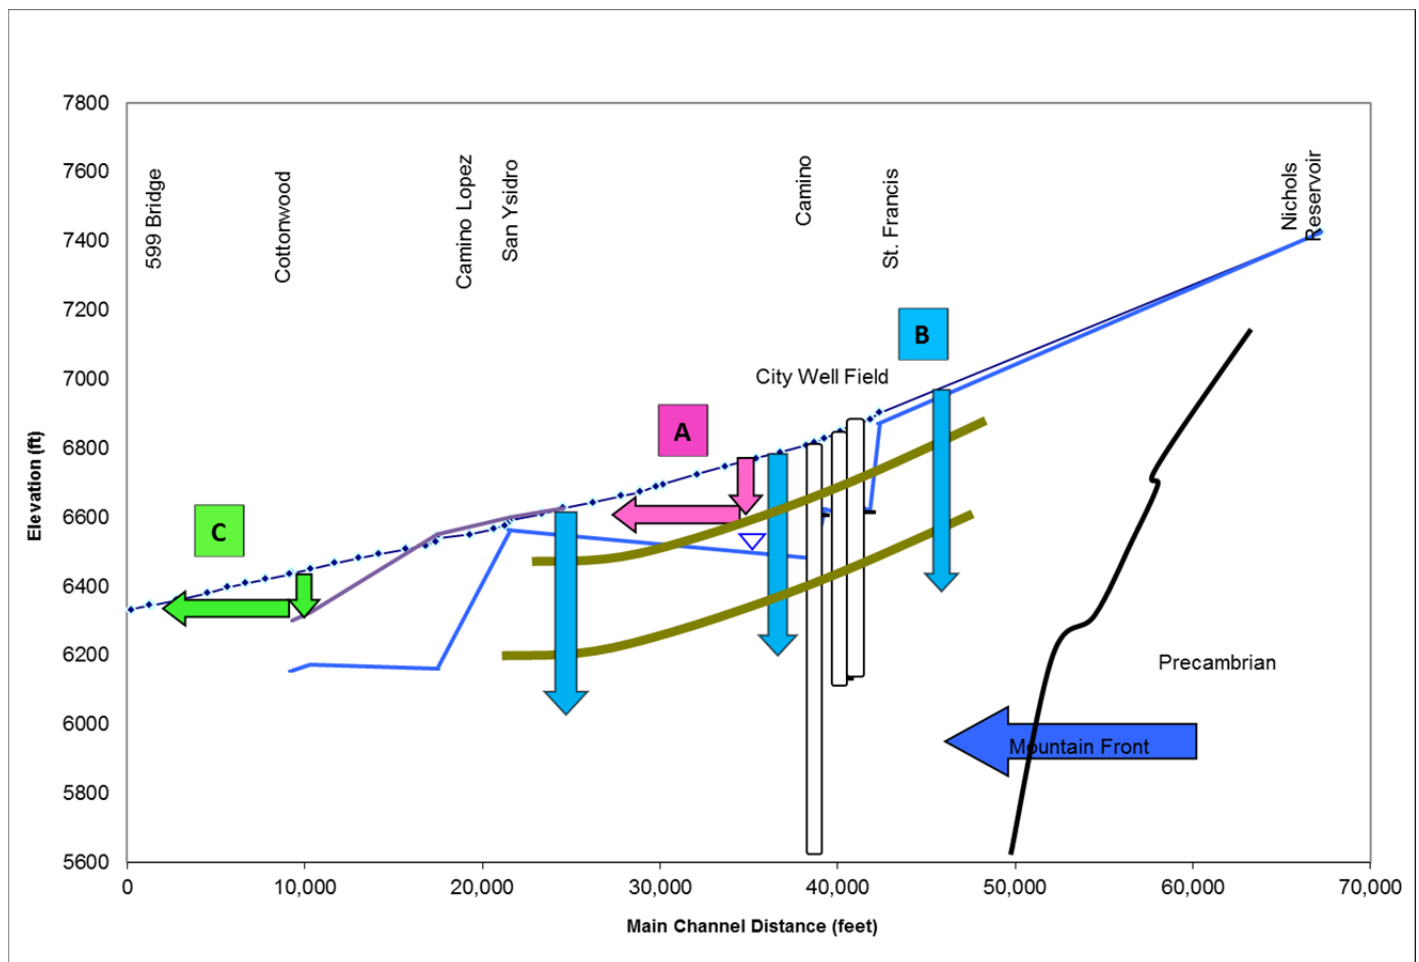 7800
7600
7400
7200
7000
6800
6600
6400
6200
6000
5800
5600
Elevation (ft)
599 Bridge
Cottonwood
Camino Lopez
San Ysidro
Camino
St. Francis
Nichols
Reservoir
B
City Well Field
A
C
Precambrian
Mountain Front
0
10,000
20,000
30,000
40,000
50,000
60,000
70,000
Main Channel Distance (feet)